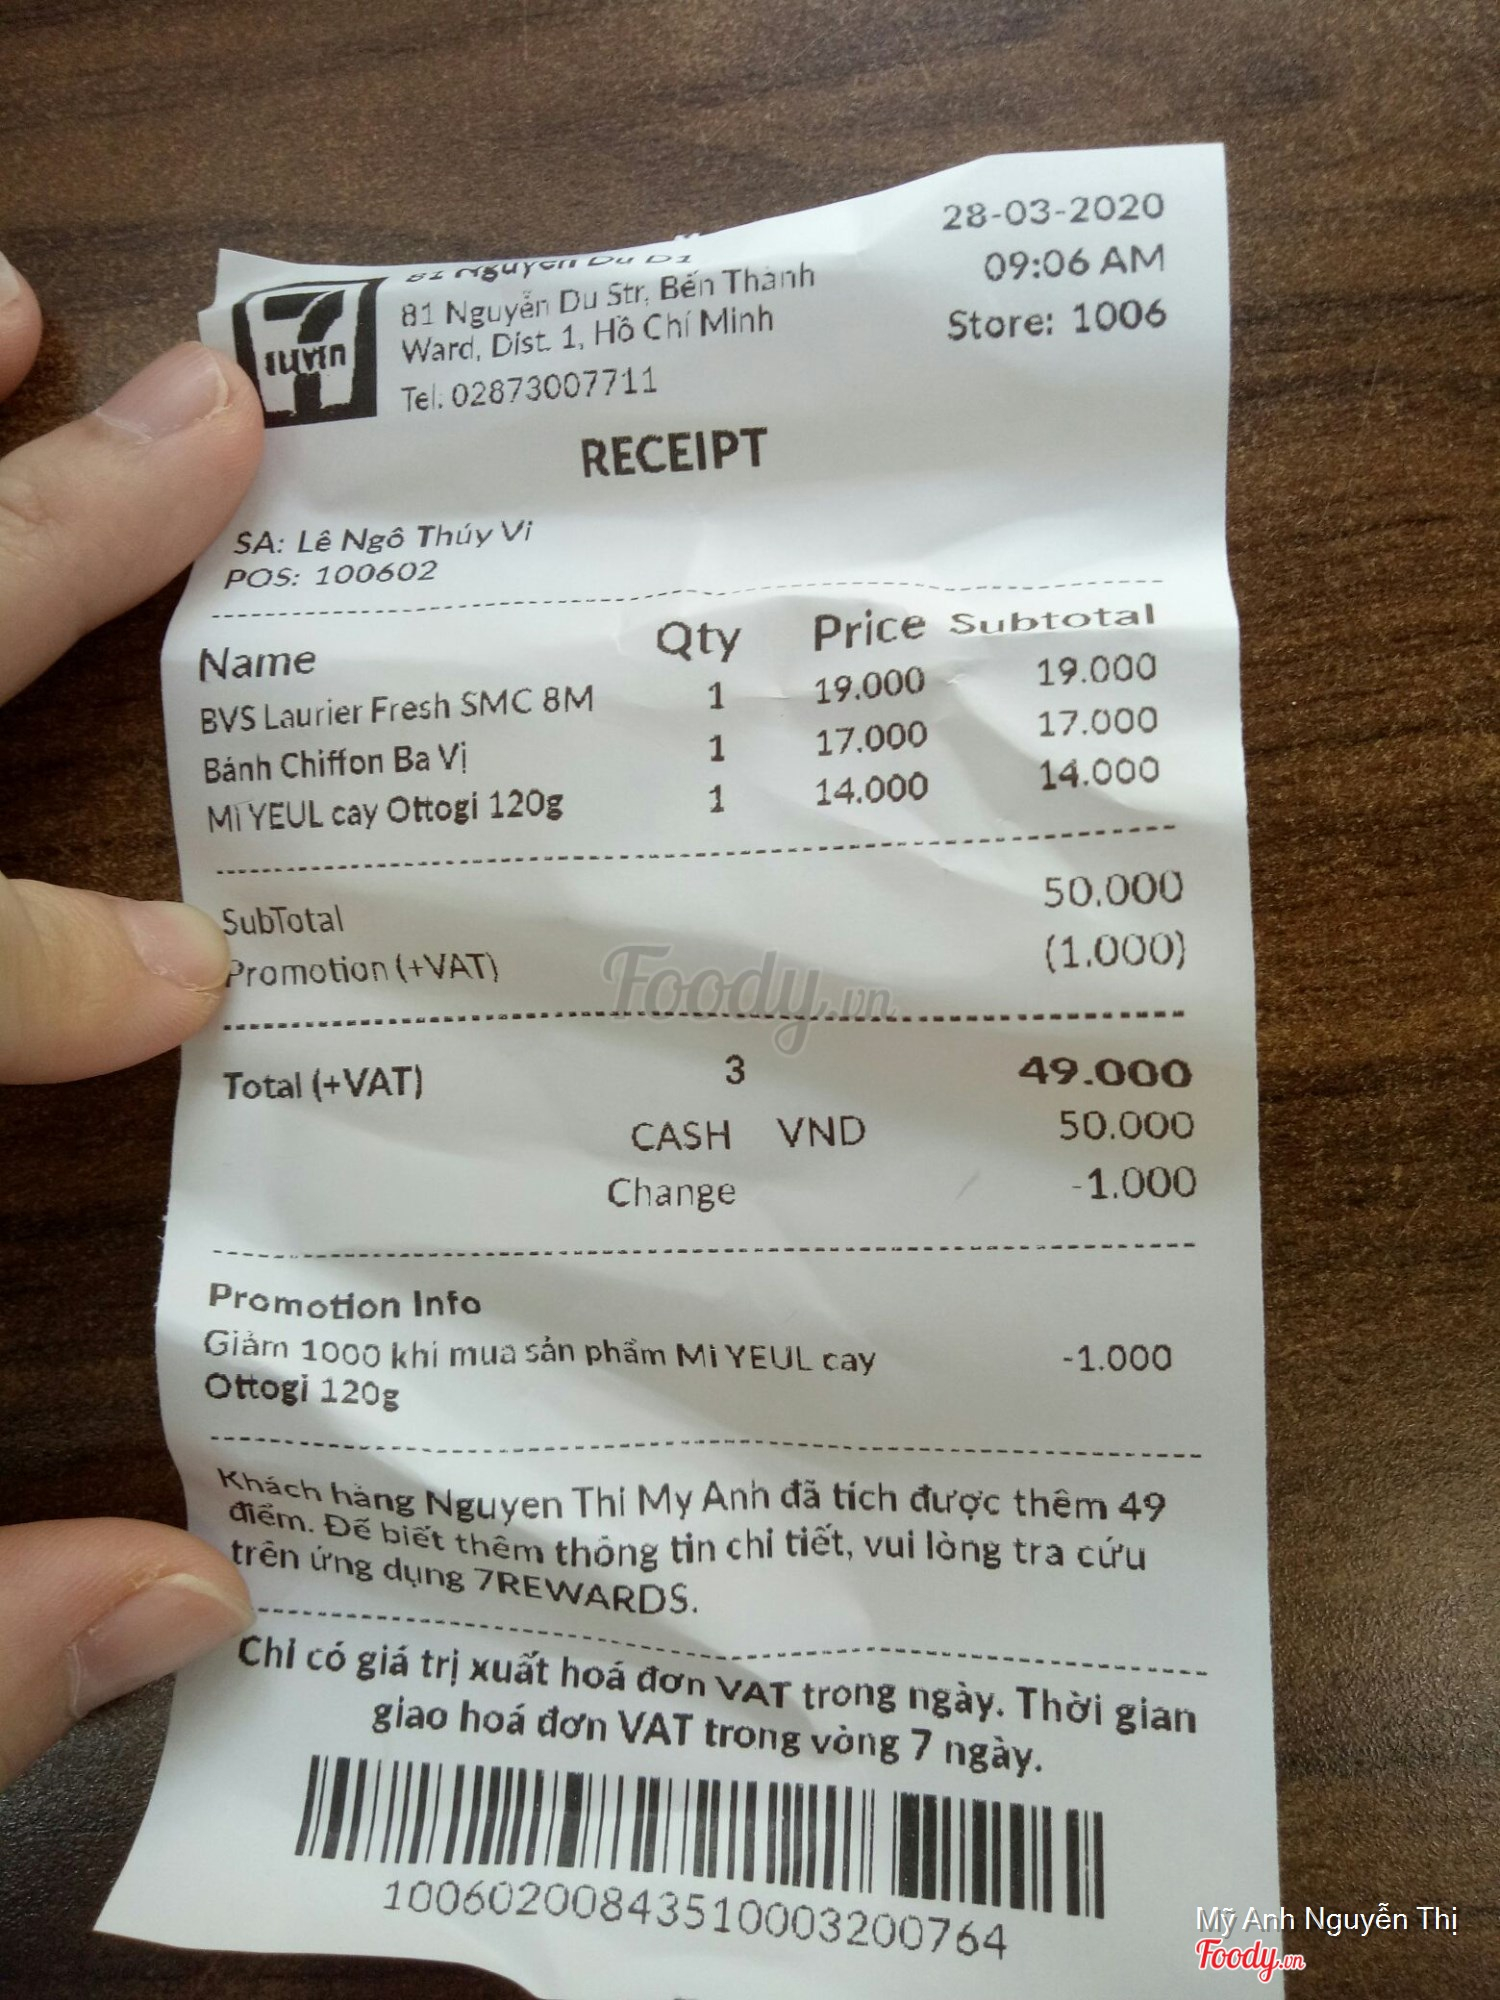 81 Nguyễn Du D1
28-03-2020
81 Nguyễn Du Str, Bến Thành
09:06 AM
Ward, Dist. 1, Hồ Chí Minh
Store: 1006
Tel. 02873007711
7
ELEVEN
RECEIPT
SA: Lê Ngô Thúy Vi
POS: 100602
Name Qty Price Subtotal
BVS Laurier Fresh SMC 8M 1 19.000 19.000
Bánh Chiffon Ba Vị 1 17.000 17.000
Mì YEUL cay Ottogi 120g 1 14.000 14.000
SubTotal 50.000
Promotion (+VAT) (1.000)
Foody.vn
Total (+VAT) 3 49.000
CASH VND 50.000
Change -1.000
Promotion Info
Giảm 1000 khi mua sản phẩm Mì YEUL cay -1.000
Ottogi 120g
Khách hàng Nguyen Thi My Anh đã tích được thêm 49
điểm. Để biết thêm thông tin chi tiết, vui lòng tra cứu
trên ứng dụng 7REWARDS.
Chỉ có giá trị xuất hoá đơn VAT trong ngày. Thời gian
giao hoá đơn VAT trong vòng 7 ngày.
100602008435100003200764
Mỹ Anh Nguyễn Thị
Foody.vn